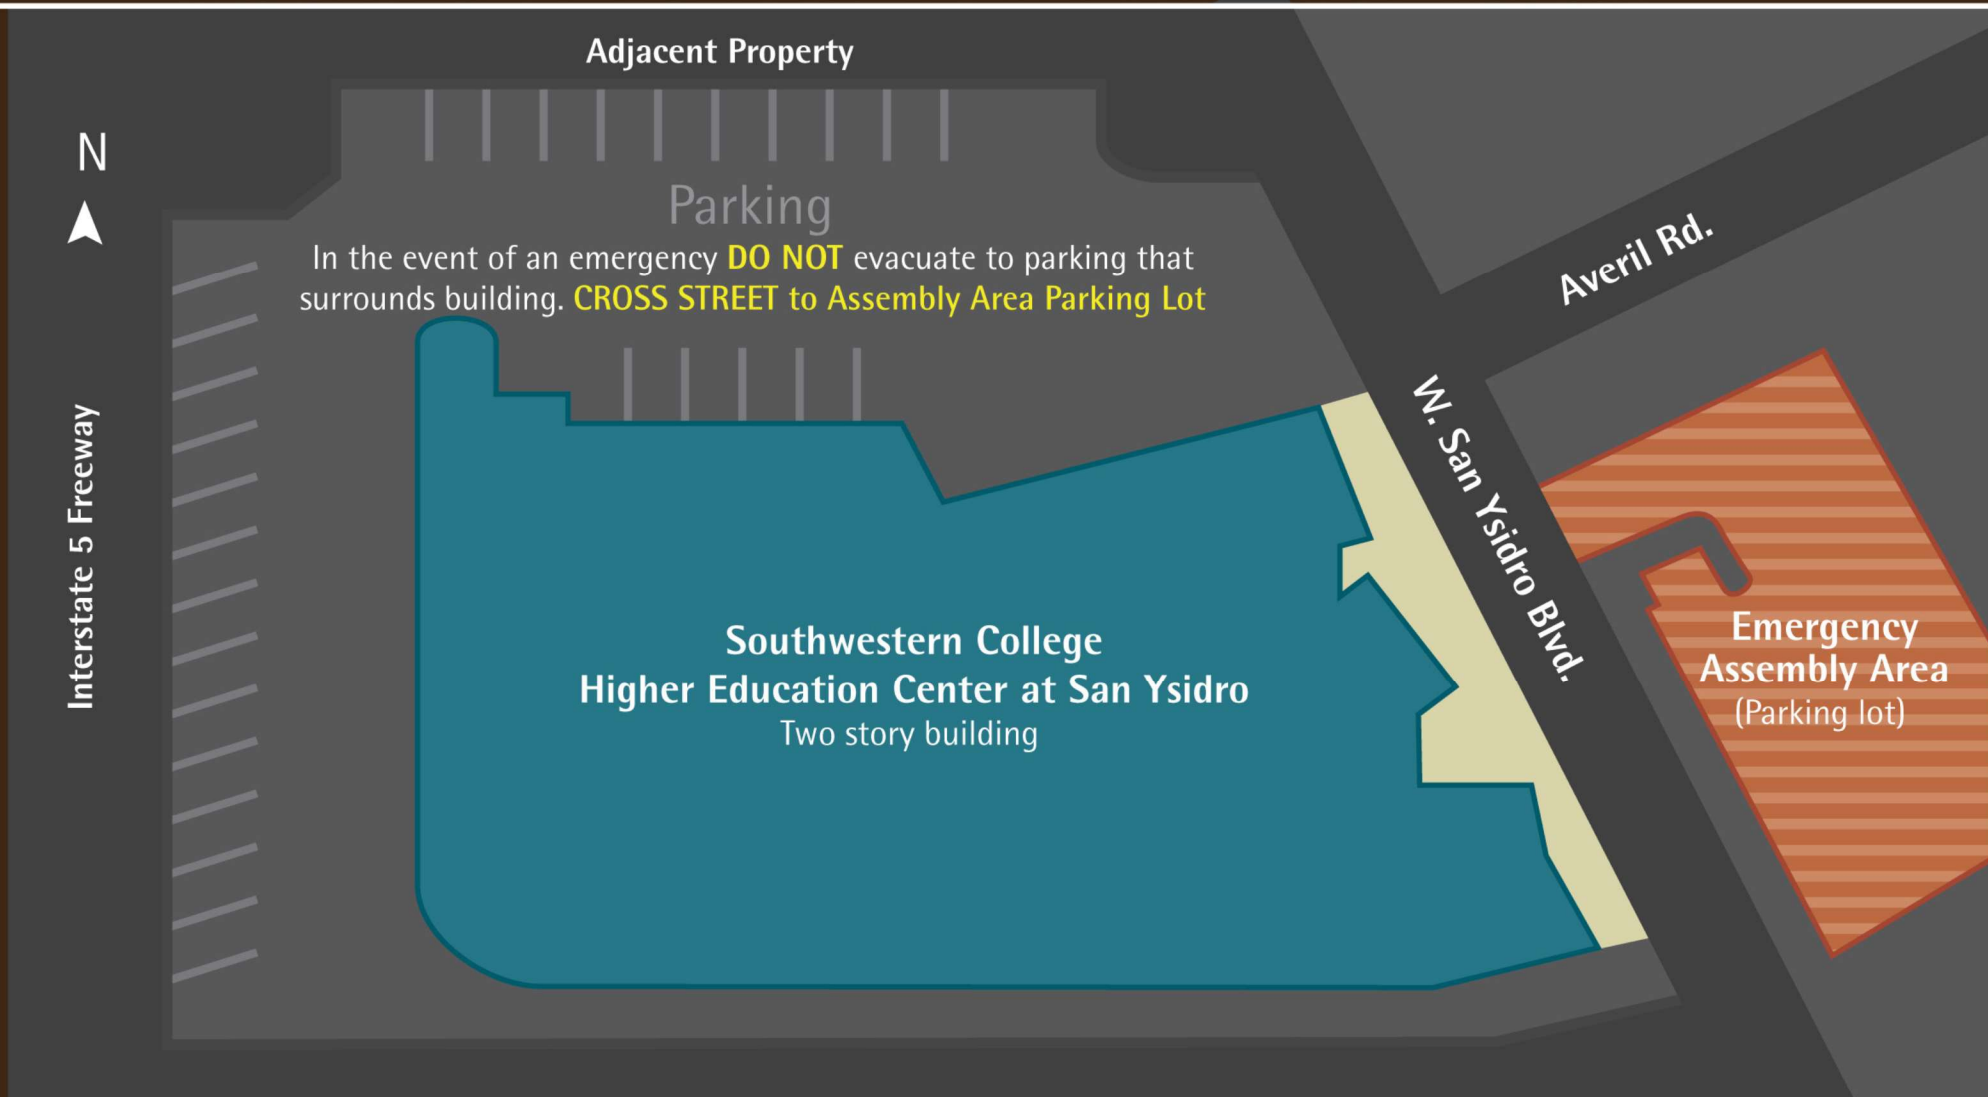 Adjacent Property
N
Parking
In the event of an emergency DO NOT evacuate to parking that
surrounds building. CROSS STREET to Assembly Area Parking Lot
Averil Rd.
Interstate 5 Freeway
W. San Ysidro Blvd.
Southwestern College
Higher Education Center at San Ysidro
Two story building
Emergency
Assembly Area
(Parking lot)